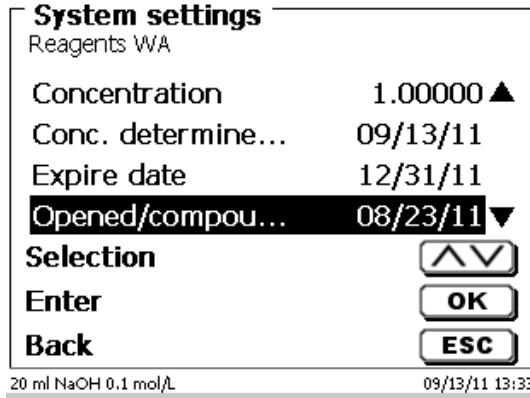 System settings
Reagents WA
Concentration 1.00000
Conc. determine... 09/13/11
Expire date 12/31/11
Opened/compou... 08/23/11
Selection
Enter OK
Back ESC
20 ml NaOH 0.1 mol/L 09/13/11 13:33